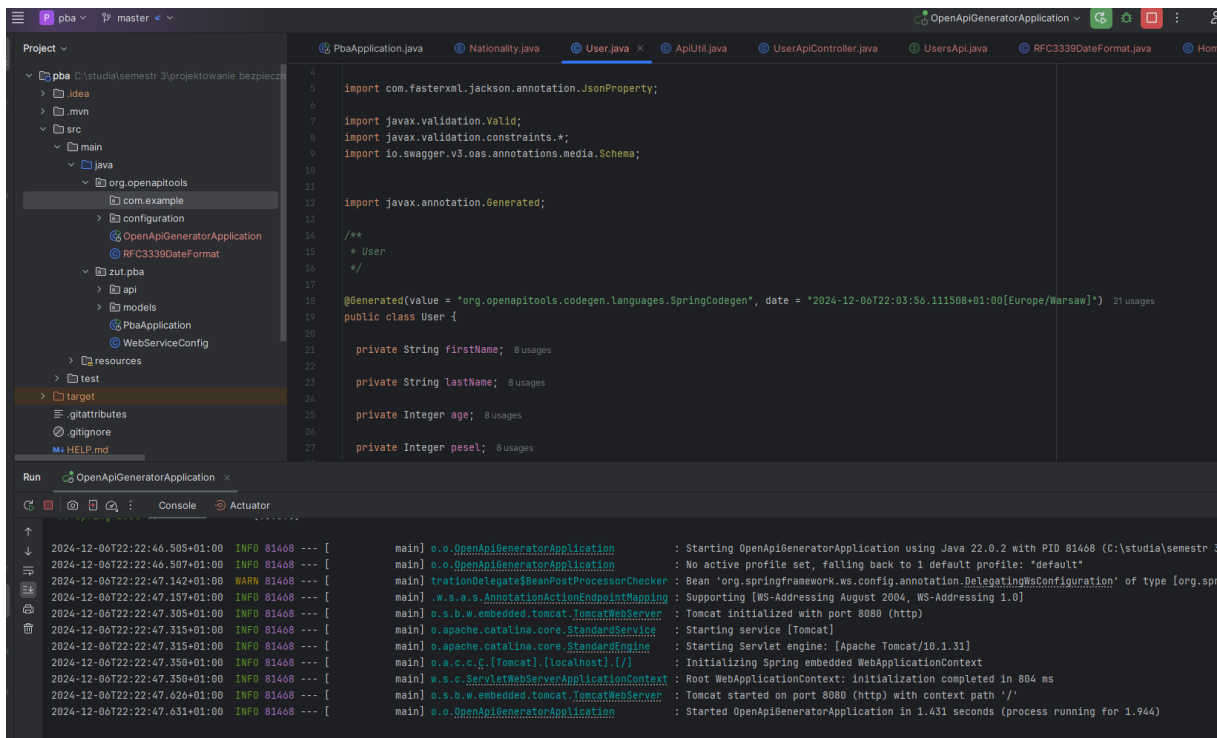 P pba master OpenApiGeneratorApplication
Project
PbaApplication.java Nationality.java User.java ApiUtil.java UserApiController.java UsersApi.java RFC3339DateFormat.java Hom
pba C:\studia\semestr 3\projektowanie bezpieczn
.idea
.mvn
src
main
java
org.openapitools
com.example
configuration
OpenApiGeneratorApplication
RFC3339DateFormat
zut.pba
api
models
PbaApplication
WebServiceConfig
resources
test
target
.gitattributes
.gitignore
M↓ HELP.md
4
5 import com.fasterxml.jackson.annotation.JsonProperty;
6
7 import javax.validation.Valid;
8 import javax.validation.constraints.*;
9 import io.swagger.v3.oas.annotations.media.Schema;
10
11
12 import javax.annotation.Generated;
13
14 /**
15 * User
16 */
17
18 @Generated(value = "org.openapitools.codegen.languages.SpringCodegen", date = "2024-12-06T22:03:56.111508+01:00[Europe/Warsaw]") 21 usages
19 public class User {
20
21 private String firstName; 8 usages
22
23 private String lastName; 8 usages
24
25 private Integer age; 8 usages
26
27 private Integer pesel; 8 usages
Run OpenApiGeneratorApplication
Console Actuator
2024-12-06T22:22:46.505+01:00 INFO 81468 --- [ main] o.o.OpenApiGeneratorApplication : Starting OpenApiGeneratorApplication using Java 22.0.2 with PID 81468 (C:\studia\semestr 3
2024-12-06T22:22:46.507+01:00 INFO 81468 --- [ main] o.o.OpenApiGeneratorApplication : No active profile set, falling back to 1 default profile: "default"
2024-12-06T22:22:47.142+01:00 WARN 81468 --- [ main] trationDelegate$BeanPostProcessorChecker : Bean 'org.springframework.ws.config.annotation.DelegatingWsConfiguration' of type [org.spr
2024-12-06T22:22:47.157+01:00 INFO 81468 --- [ main] .w.s.a.s.AnnotationActionEndpointMapping : Supporting [WS-Addressing August 2004, WS-Addressing 1.0]
2024-12-06T22:22:47.305+01:00 INFO 81468 --- [ main] o.s.b.w.embedded.tomcat.TomcatWebServer : Tomcat initialized with port 8080 (http)
2024-12-06T22:22:47.315+01:00 INFO 81468 --- [ main] o.apache.catalina.core.StandardService : Starting service [Tomcat]
2024-12-06T22:22:47.315+01:00 INFO 81468 --- [ main] o.apache.catalina.core.StandardEngine : Starting Servlet engine: [Apache Tomcat/10.1.31]
2024-12-06T22:22:47.350+01:00 INFO 81468 --- [ main] o.a.c.c.C.[Tomcat].[localhost].[/] : Initializing Spring embedded WebApplicationContext
2024-12-06T22:22:47.350+01:00 INFO 81468 --- [ main] w.s.c.ServletWebServerApplicationContext : Root WebApplicationContext: initialization completed in 804 ms
2024-12-06T22:22:47.626+01:00 INFO 81468 --- [ main] o.s.b.w.embedded.tomcat.TomcatWebServer : Tomcat started on port 8080 (http) with context path '/'
2024-12-06T22:22:47.631+01:00 INFO 81468 --- [ main] o.o.OpenApiGeneratorApplication : Started OpenApiGeneratorApplication in 1.431 seconds (process running for 1.944)